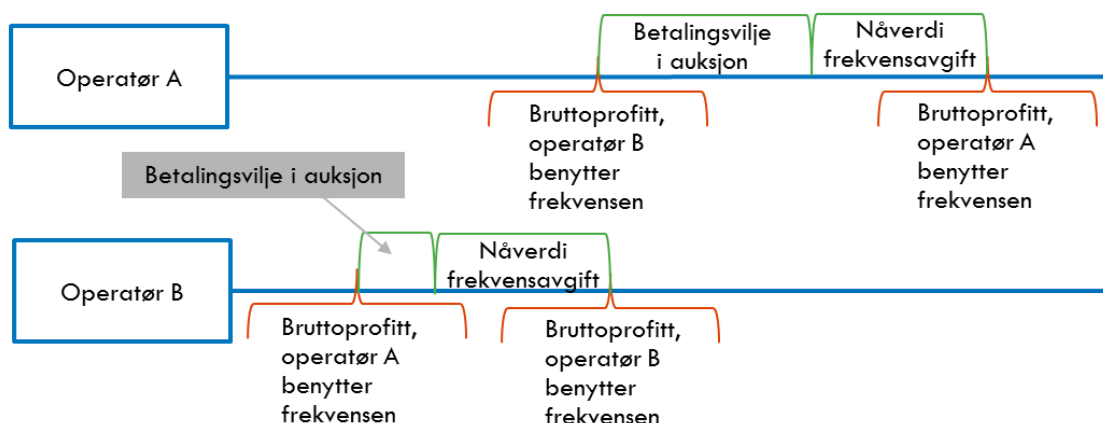 Operatør A
Betalingsvilje
i auksjon
Nåverdi
frekvensavgift
Bruttoprofitt,
operatør B
benytter
frekvensen
Bruttoprofitt,
operatør A
benytter
frekvensen
Betalingsvilje i auksjon
Operatør B
Nåverdi
frekvensavgift
Bruttoprofitt,
operatør A
benytter
frekvensen
Bruttoprofitt,
operatør B
benytter
frekvensen